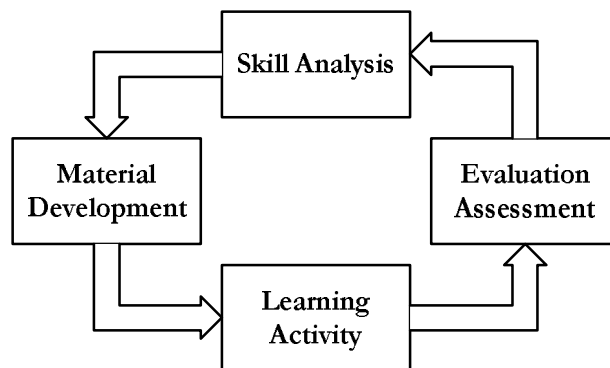 Skill Analysis
Material
Development
Evaluation
Assessment
Learning
Activity